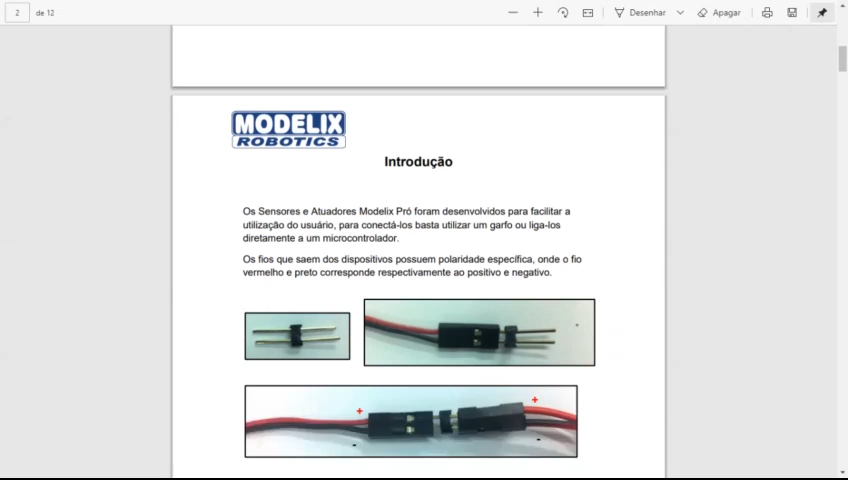 2 de 12
Desenhar
Apagar
MODELIX
ROBOTICS
Introdução
Os Sensores e Atuadores Modelix Pró foram desenvolvidos para facilitar a
utilização do usuário, para conectá-los basta utilizar um garfo ou liga-los
diretamente a um microcontrolador.
Os fios que saem dos dispositivos possuem polaridade específica, onde o fio
vermelho e preto corresponde respectivamente ao positivo e negativo.
+
+
-
-